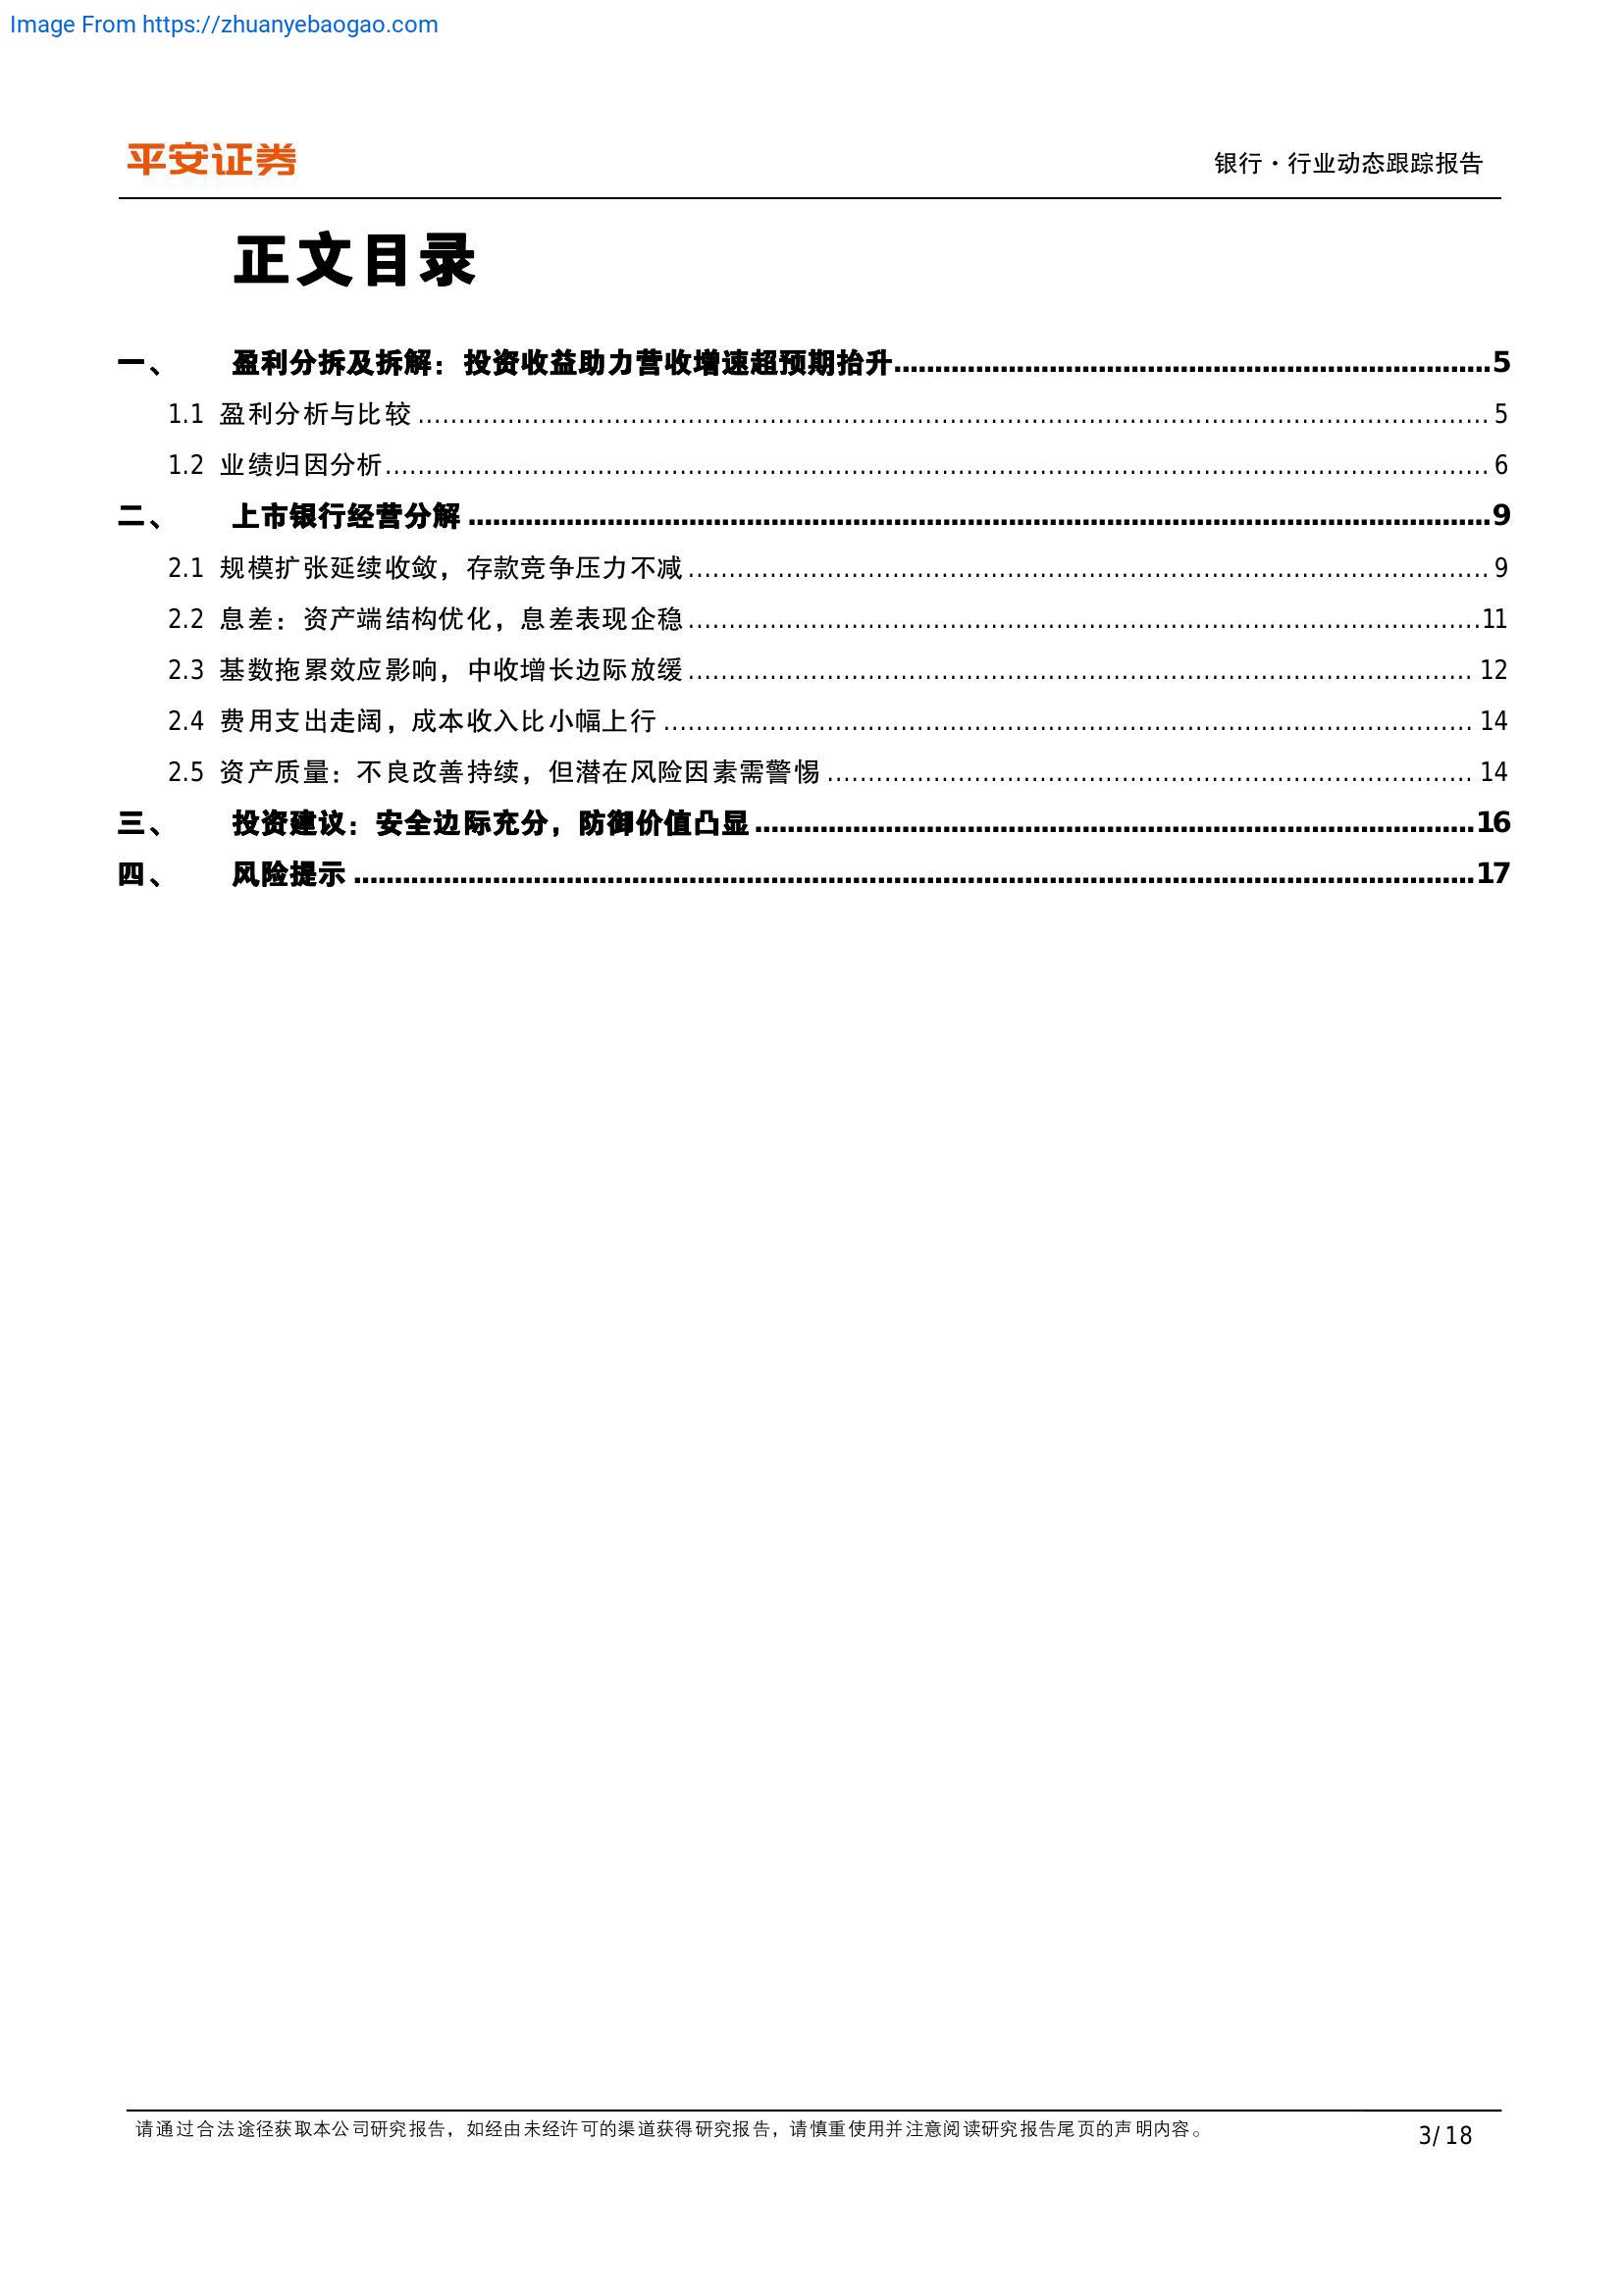 Image From https://zhuanyebaogao.com
平安证券
银行·行业动态跟踪报告
正文目录
一、 盈利分拆及拆解：投资收益助力营收增速超预期抬升 5
1.1 盈利分析与比较 5
1.2 业绩归因分析 6
二、 上市银行经营分解 9
2.1 规模扩张延续收敛，存款竞争压力不减 9
2.2 息差：资产端结构优化，息差表现企稳 11
2.3 基数拖累效应影响，中收增长边际放缓 12
2.4 费用支出走阔，成本收入比小幅上行 14
2.5 资产质量：不良改善持续，但潜在风险因素需警惕 14
三、 投资建议：安全边际充分，防御价值凸显 16
四、 风险提示 17
请通过合法途径获取本公司研究报告，如经由未经许可的渠道获得研究报告，请慎重使用并注意阅读研究报告尾页的声明内容。
3/ 18